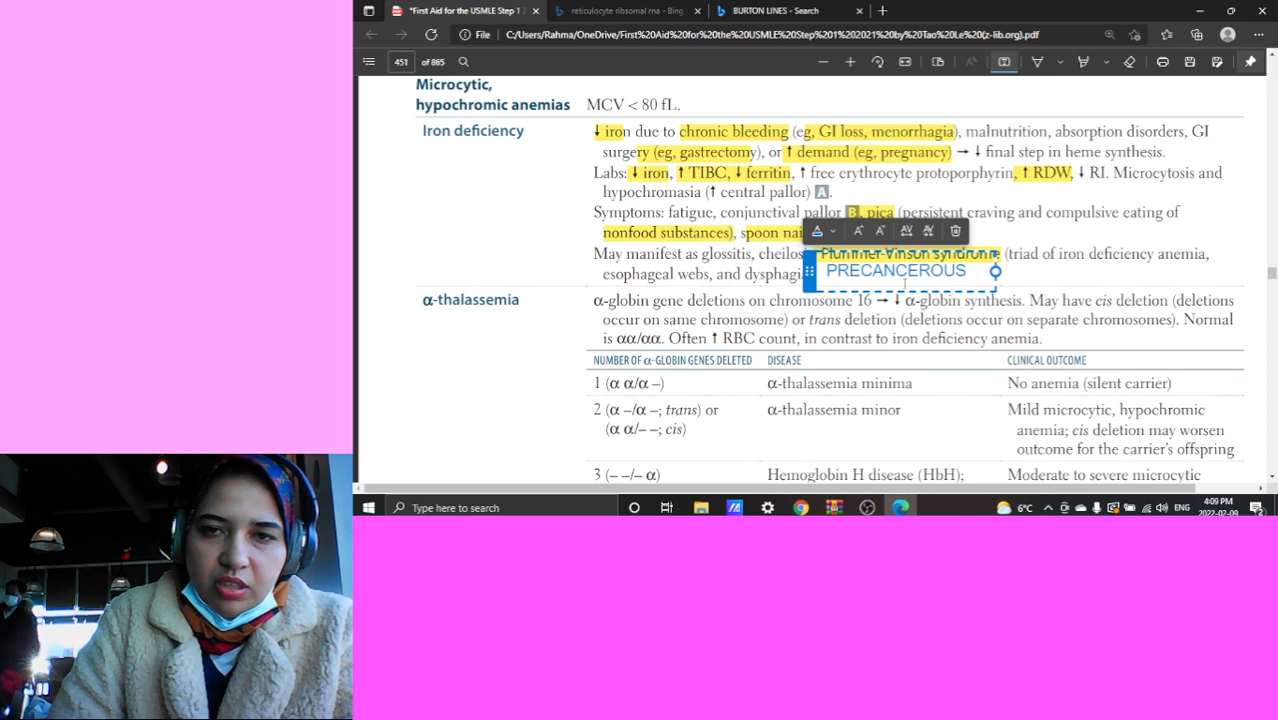 "First Aid for the USMLE Step 1
reticulocyte ribosomal rna - Bing
BURTON LINES - Search
File
C:/Users/Rahma/OneDrive/First%20Aid%20for%20the%20USMLE%20Step%201%202021%20by%20Tao%20Le%20(z-lib.org).pdf
451 of 865
Microcytic,
hypochromic anemias MCV < 80 fL.
Iron deficiency ↓ iron due to chronic bleeding (eg, GI loss, menorrhagia), malnutrition, absorption disorders, GI
surgery (eg, gastrectomy), or ↑ demand (eg, pregnancy) → ↓ final step in heme synthesis.
Labs: ↓ iron, ↑ TIBC, ↓ ferritin, ↑ free erythrocyte protoporphyrin, ↑ RDW, ↓ RI. Microcytosis and
hypochromasia (↑ central pallor) A.
Symptoms: fatigue, conjunctival pallor B, pica (persistent craving and compulsive eating of
nonfood substances), spoon nai
May manifest as glossitis, cheilos Plummer-Vinson syndrome (triad of iron deficiency anemia,
esophageal webs, and dysphagi
PRECANCEROUS
α-thalassemia α-globin gene deletions on chromosome 16 → ↓ α-globin synthesis. May have cis deletion (deletions
occur on same chromosome) or trans deletion (deletions occur on separate chromosomes). Normal
is αα/αα. Often ↑ RBC count, in contrast to iron deficiency anemia.
NUMBER OF α-GLOBIN GENES DELETED DISEASE CLINICAL OUTCOME
1 (α α/α –) α-thalassemia minima No anemia (silent carrier)
2 (α –/α –; trans) or α-thalassemia minor Mild microcytic, hypochromic
(α α/– –; cis) anemia; cis deletion may worsen
outcome for the carrier's offspring
3 (– –/– α) Hemoglobin H disease (HbH); Moderate to severe microcytic
Type here to search
6°C
ENG
4:09 PM
2022-02-09